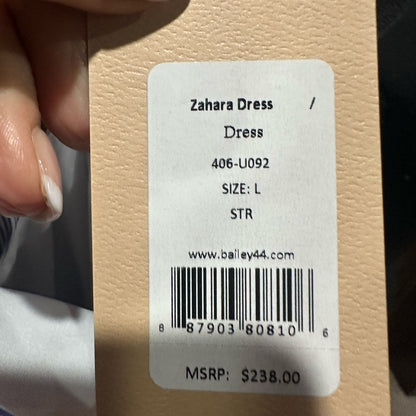 Zahara Dress /
Dress
406-U092
SIZE: L
STR
www.bailey44.com
8 87903 80810 6
MSRP: $238.00